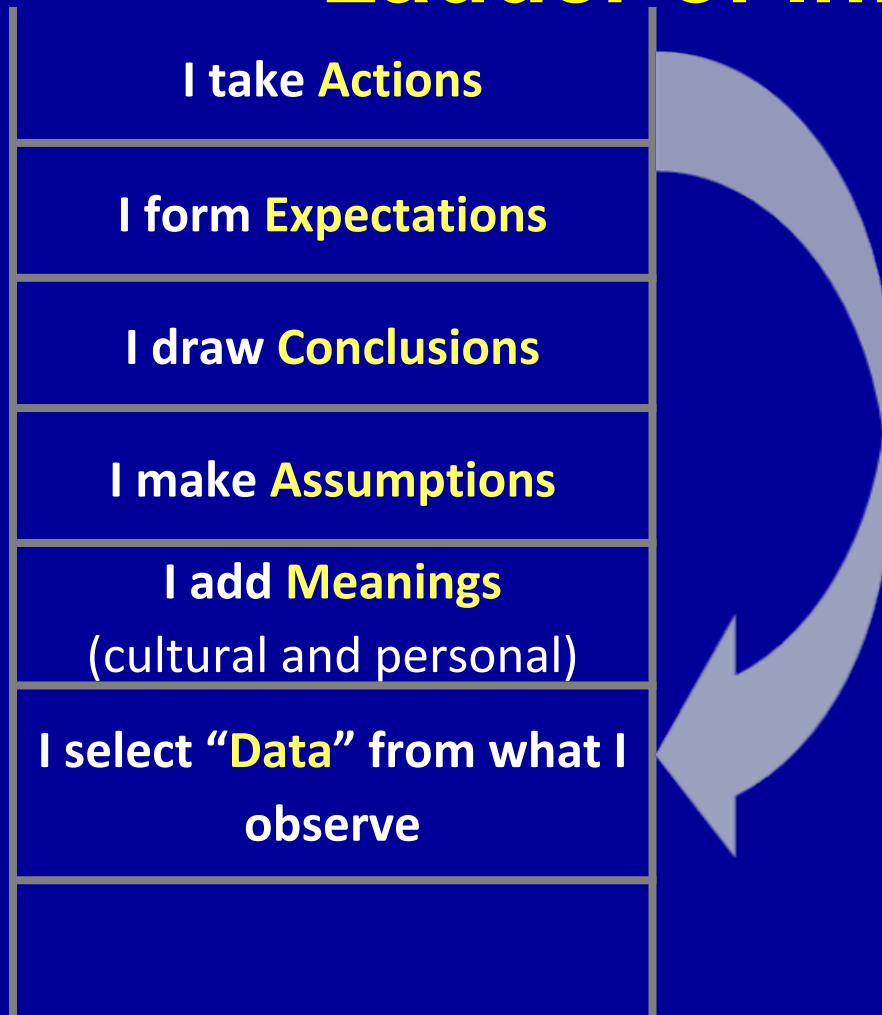 I take Actions
I form Expectations
I draw Conclusions
I make Assumptions
I add Meanings
(cultural and personal)
I select “Data” from what I
observe